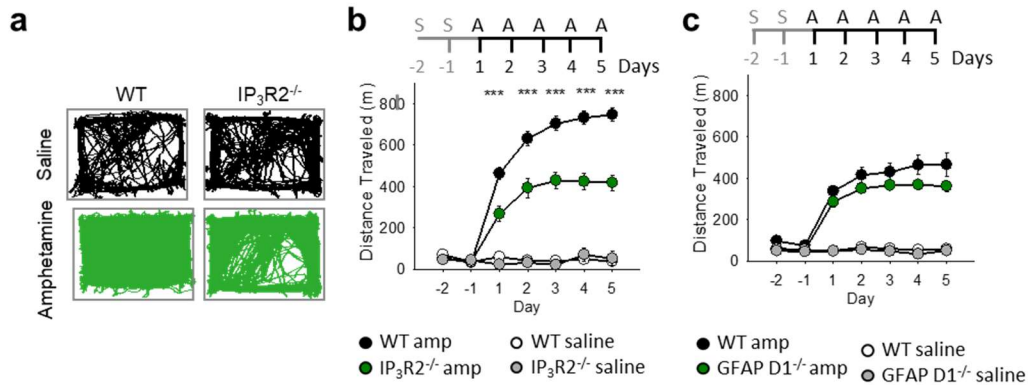 a
WT IP₃R2⁻/⁻
Saline
Amphetamine
b
S S A A A A A
-2 -1 1 2 3 4 5 Days
Distance Traveled (m)
800
600
400
200
0
*** *** *** *** ***
-2 -1 1 2 3 4 5
Day
WT amp WT saline
IP₃R2⁻/⁻ amp IP₃R2⁻/⁻ saline
c
S S A A A A A
-2 -1 1 2 3 4 5 Days
Distance Traveled (m)
800
600
400
200
0
-2 -1 1 2 3 4 5
Day
WT amp WT saline
GFAP D1⁻/⁻ amp GFAP D1⁻/⁻ saline